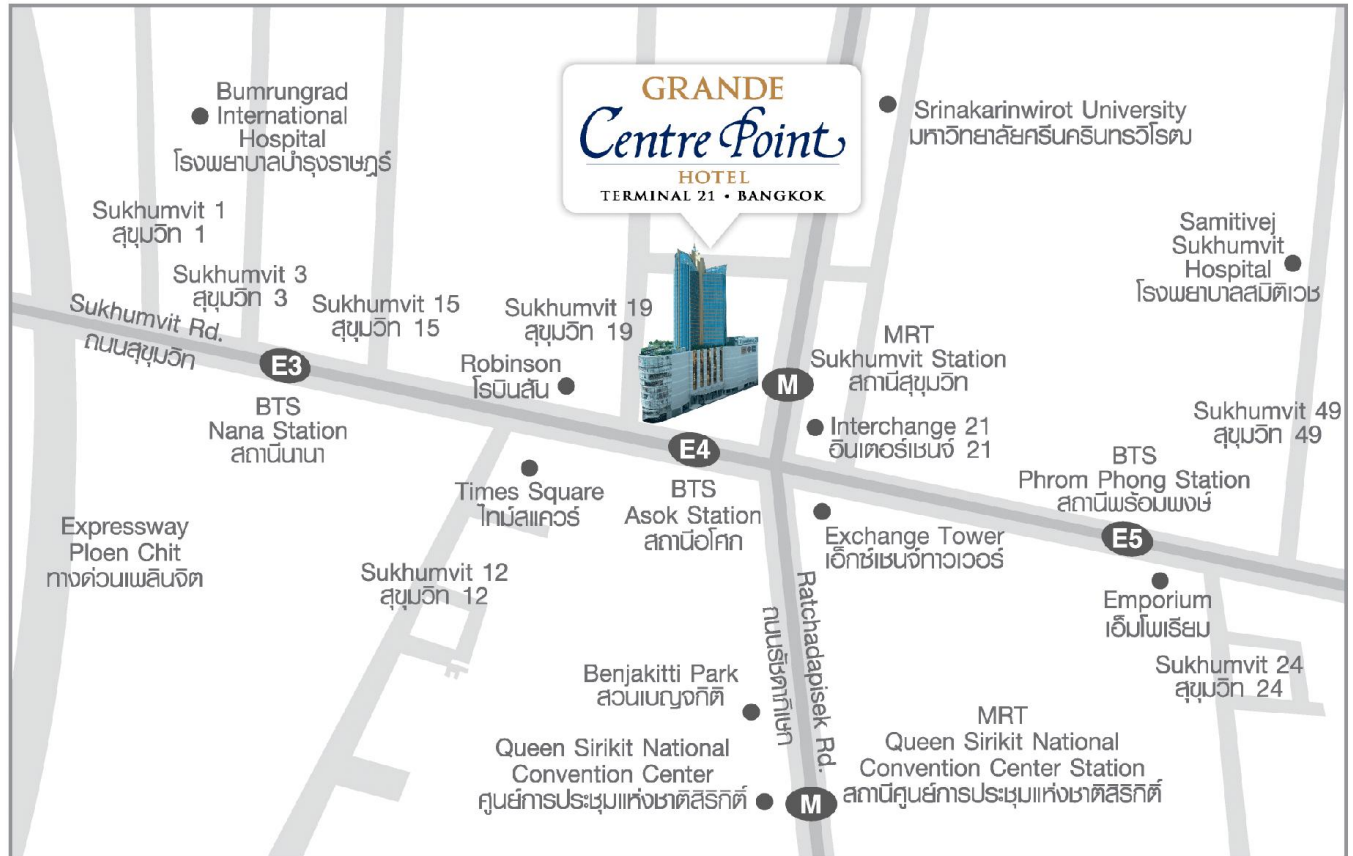 GRANDE
Centre Point
HOTEL
TERMINAL 21 • BANGKOK
Bumrungrad
International
Hospital
โรงพยาบาลบำรุงราษฎร์
Srinakarinwirot University
มหาวิทยาลัยศรีนครินทรวิโรฒ
Sukhumvit 1
สุขุมวิท 1
Samitivej
Sukhumvit
Hospital
โรงพยาบาลสมิติเวช
Sukhumvit 3
สุขุมวิท 3
Sukhumvit 15
สุขุมวิท 15
Sukhumvit 19
สุขุมวิท 19
Sukhumvit Rd.
ถนนสุขุมวิท
E3
BTS
Nana Station
สถานีนานา
Robinson
โรบินสัน
MRT
Sukhumvit Station
สถานีสุขุมวิท
M
Interchange 21
อินเตอร์เชนจ์ 21
Sukhumvit 49
สุขุมวิท 49
E4
BTS
Asok Station
สถานีอโศก
Times Square
ไทม์สแควร์
BTS
Phrom Phong Station
สถานีพร้อมพงษ์
E5
Expressway
Ploen Chit
ทางด่วนเพลินจิต
Exchange Tower
เอ็กซ์เชนจ์ทาวเวอร์
Sukhumvit 12
สุขุมวิท 12
Emporium
เอ็มโพเรียม
Ratchadapisek Rd.
ถนนรัชดาภิเษก
Sukhumvit 24
สุขุมวิท 24
Benjakitti Park
สวนเบญจกิติ
Queen Sirikit National
Convention Center
ศูนย์การประชุมแห่งชาติสิริกิติ์
M
MRT
Queen Sirikit National
Convention Center Station
สถานีศูนย์การประชุมแห่งชาติสิริกิติ์